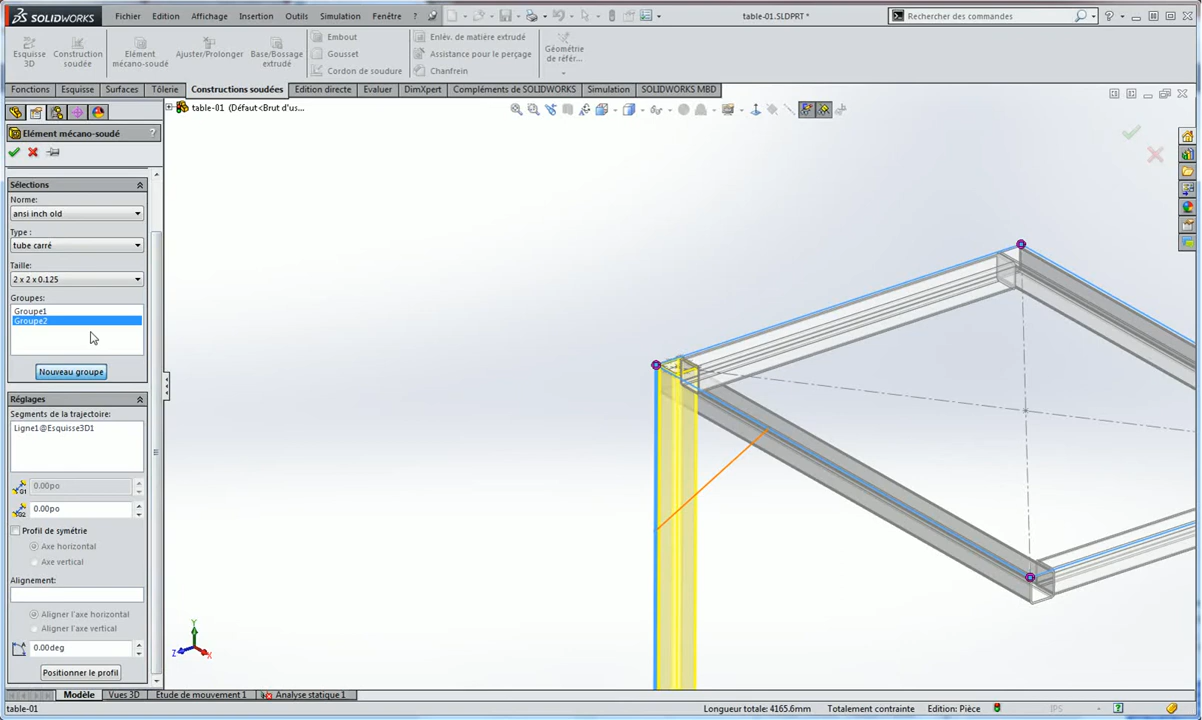 SOLIDWORKS Fichier Edition Affichage Insertion Outils Simulation Fenêtre ? table-01.SLDPRT * Rechercher des commandes
Esquisse 3D
Construction soudée
Elément mécano-soudé
Ajuster/Prolonger
Base/Bossage extrudé
Embout
Gousset
Cordon de soudure
Enlèv. de matière extrudé
Assistance pour le perçage
Chanfrein
Géométrie de référ...
Fonctions Esquisse Surfaces Tôlerie Constructions soudées Edition directe Evaluer DimXpert Compléments de SOLIDWORKS Simulation SOLIDWORKS MBD
table-01 (Défaut<Brut d'us...
Elément mécano-soudé ?
Sélections
Norme:
ansi inch old
Type :
tube carré
Taille:
2 x 2 x 0.125
Groupes:
Groupe1
Groupe2
Nouveau groupe
Réglages
Segments de la trajectoire:
Ligne1@Esquisse3D1
G1 0.00po
G2 0.00po
Profil de symétrie
Axe horizontal
Axe vertical
Alignement:
Aligner l'axe horizontal
Aligner l'axe vertical
0.00deg
Positionner le profil
Y
Z
X
Modèle Vues 3D Etude de mouvement 1 Analyse statique 1
table-01 Longueur totale: 4165.6mm Totalement contrainte Edition: Pièce IPS